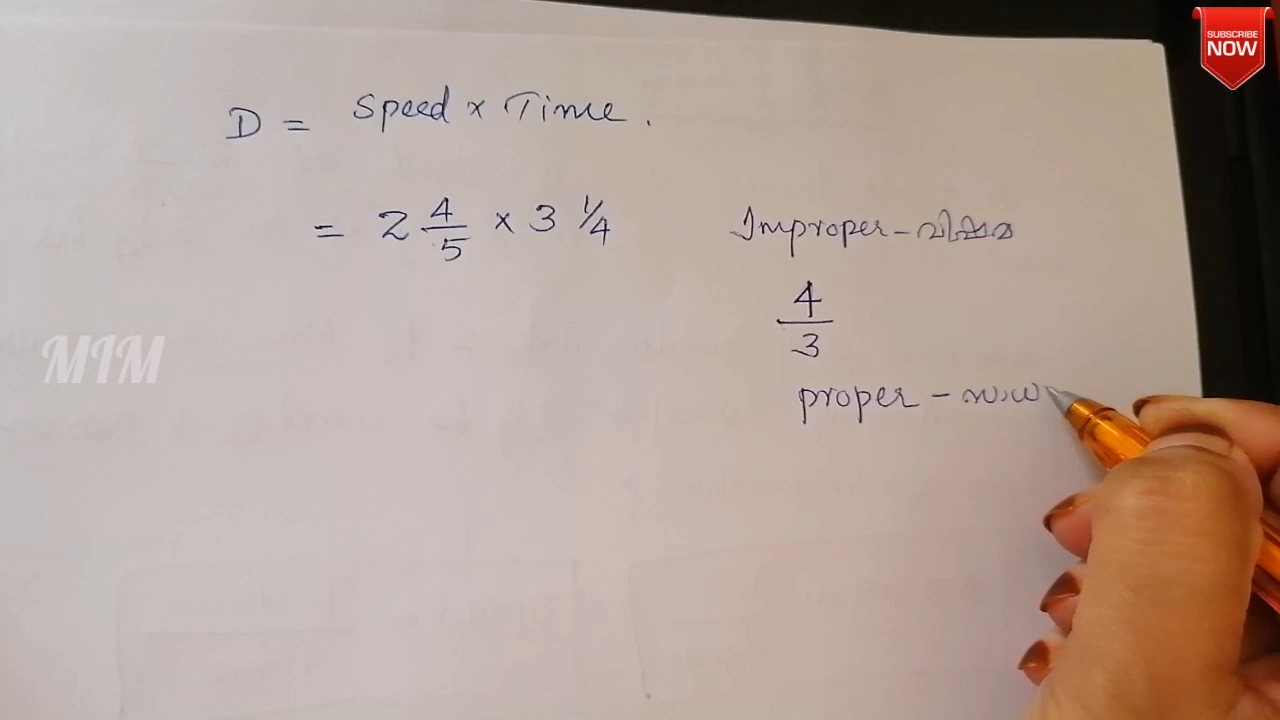 SUBSCRIBE
NOW
D = Speed × Time.
= 2 4/5 × 3 1/4
Improper - വിഷമ
4/3
MIM
proper - സാധ